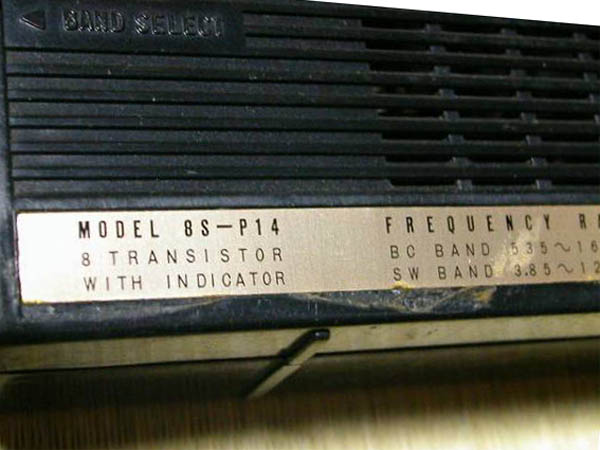 BAND SELECT
MODEL 8S-P14
8 TRANSISTOR
WITH INDICATOR
FREQUENCY RA
BC BAND 535~16
SW BAND 3.85~12